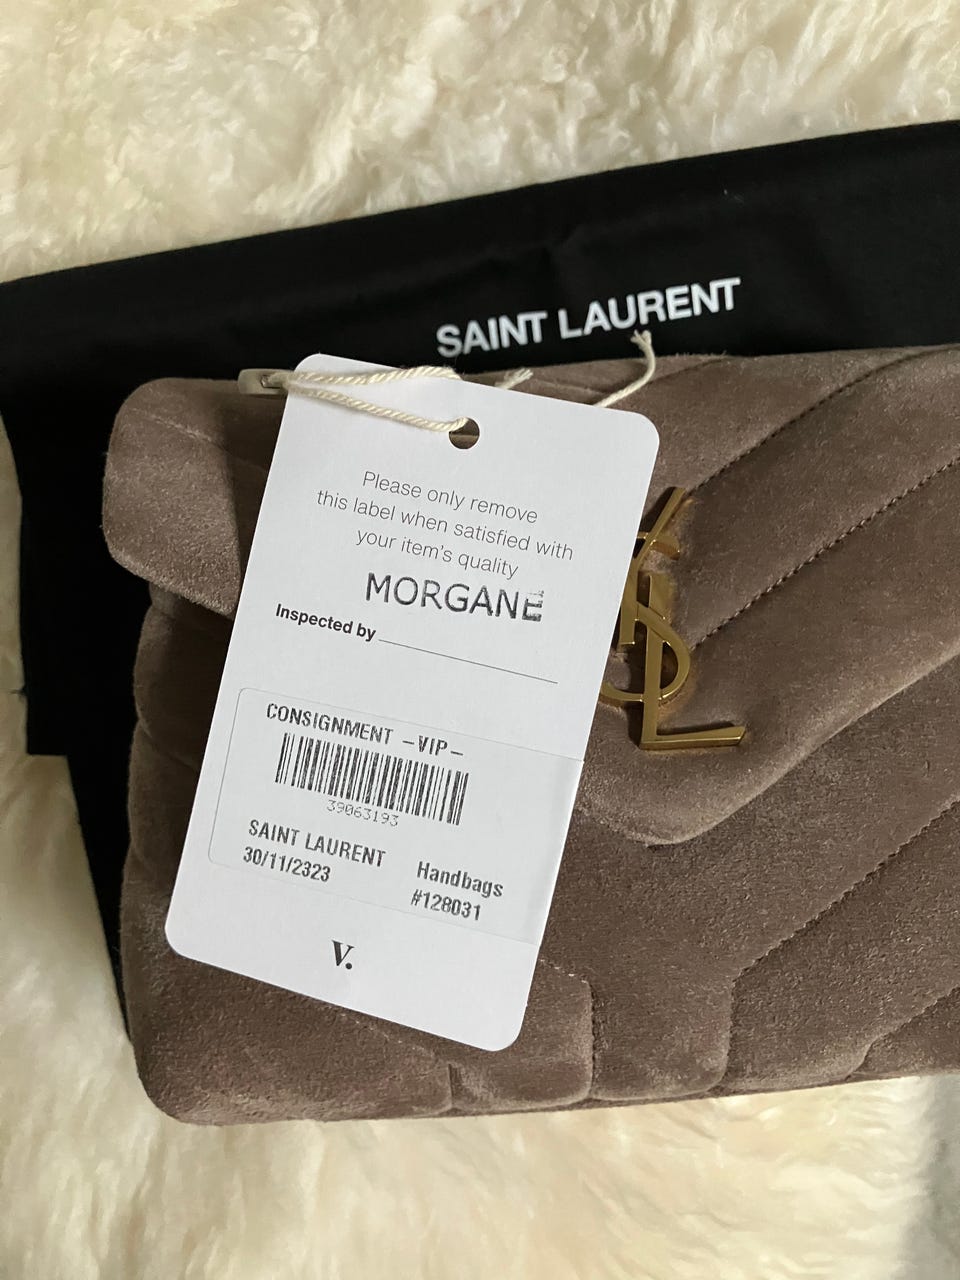 SAINT LAURENT
Please only remove
this label when satisfied with
your item's quality
MORGANE
Inspected by
CONSIGNMENT -VIP-
39063193
SAINT LAURENT
30/11/2323
Handbags
#128031
V.
YSL